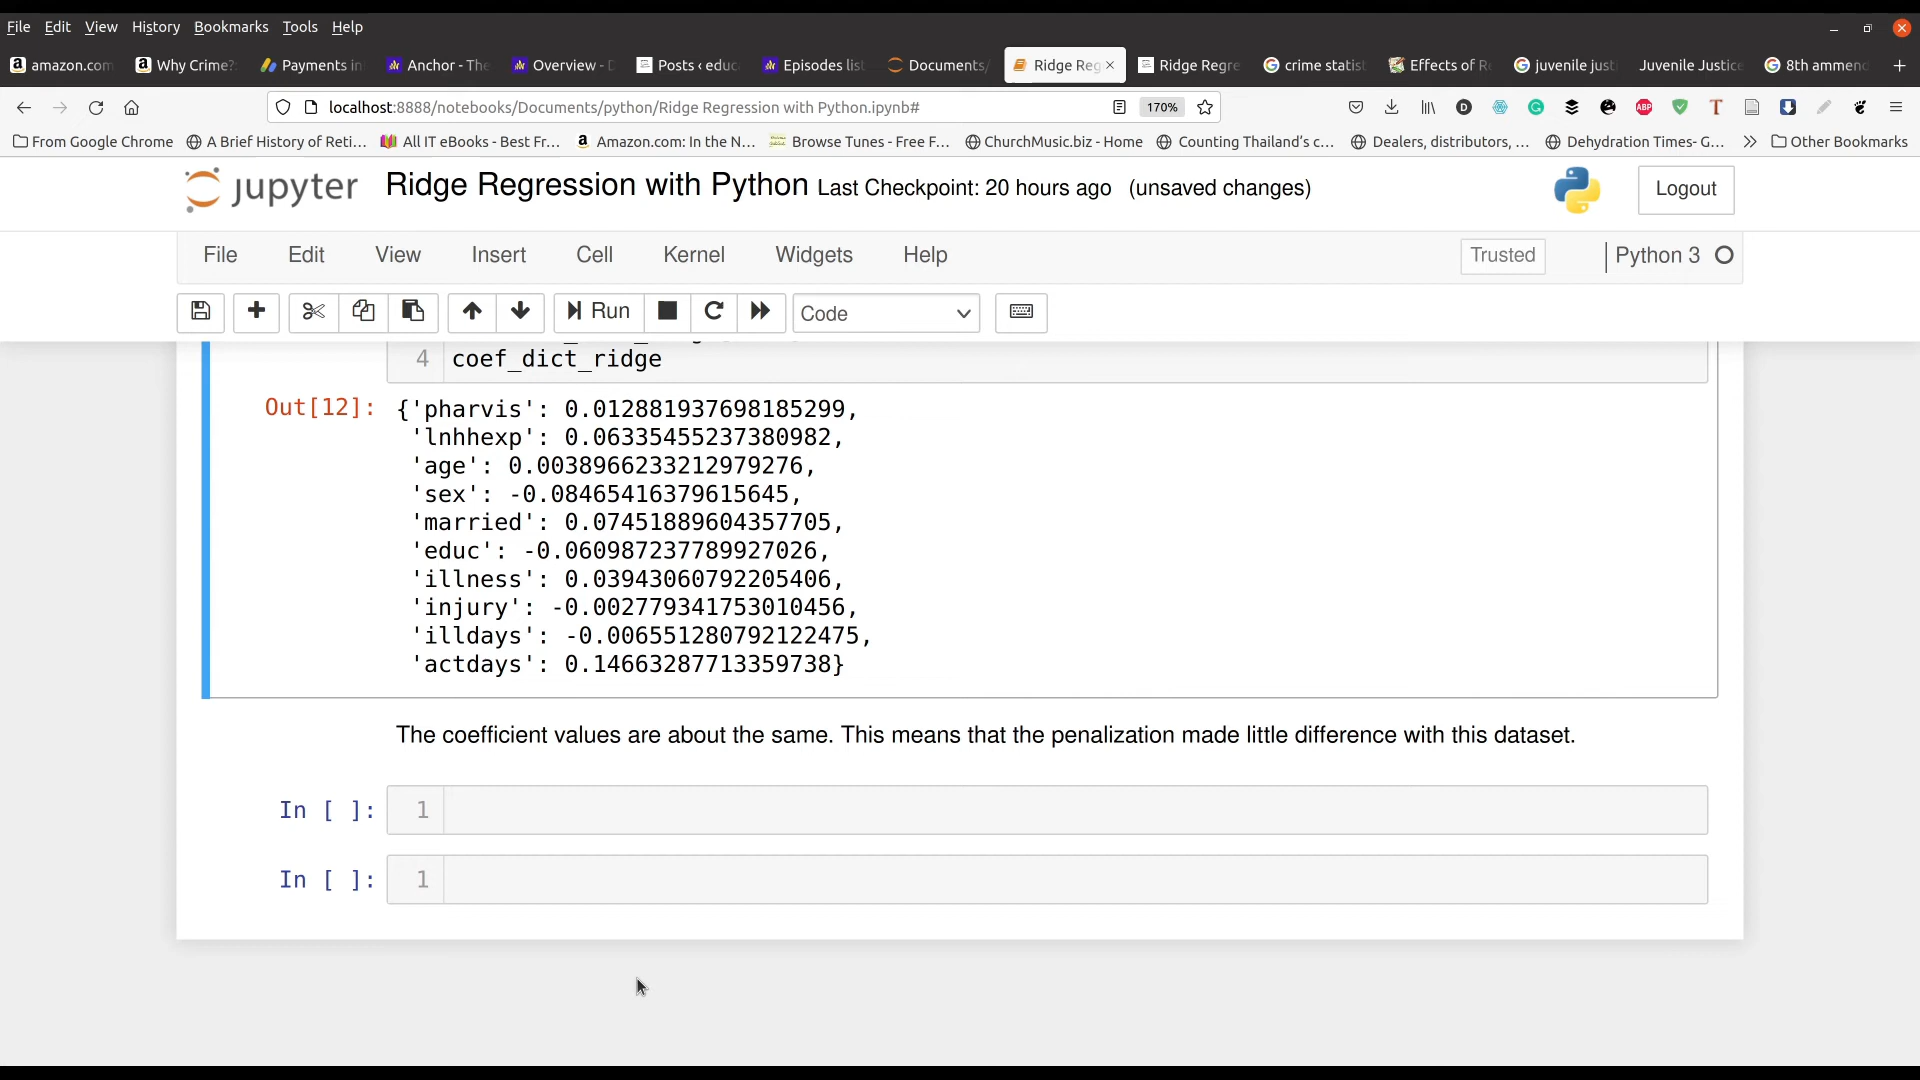 File Edit View History Bookmarks Tools Help
amazon.com Why Crime? Payments in Anchor - The Overview - D Posts ‹ educ Episodes lis Documents/ Ridge Reg Ridge Regre crime statist Effects of R juvenile just Juvenile Justice 8th ammend
localhost:8888/notebooks/Documents/python/Ridge Regression with Python.ipynb# 170%
From Google Chrome A Brief History of Reti... All IT eBooks - Best Fr... Amazon.com: In the N... Browse Tunes - Free F... ChurchMusic.biz - Home Counting Thailand's c... Dealers, distributors, ... Dehydration Times- G... Other Bookmarks
jupyter Ridge Regression with Python Last Checkpoint: 20 hours ago (unsaved changes) Logout
File Edit View Insert Cell Kernel Widgets Help Trusted Python 3
Run Code
4 coef_dict_ridge
Out[12]: {'pharvis': 0.012881937698185299,
'lnhhexp': 0.06335455237380982,
'age': 0.0038966233212979276,
'sex': -0.08465416379615645,
'married': 0.07451889604357705,
'educ': -0.060987237789927026,
'illness': 0.03943060792205406,
'injury': -0.002779341753010456,
'illdays': -0.006551280792122475,
'actdays': 0.14663287713359738}
The coefficient values are about the same. This means that the penalization made little difference with this dataset.
In [ ]: 1
In [ ]: 1